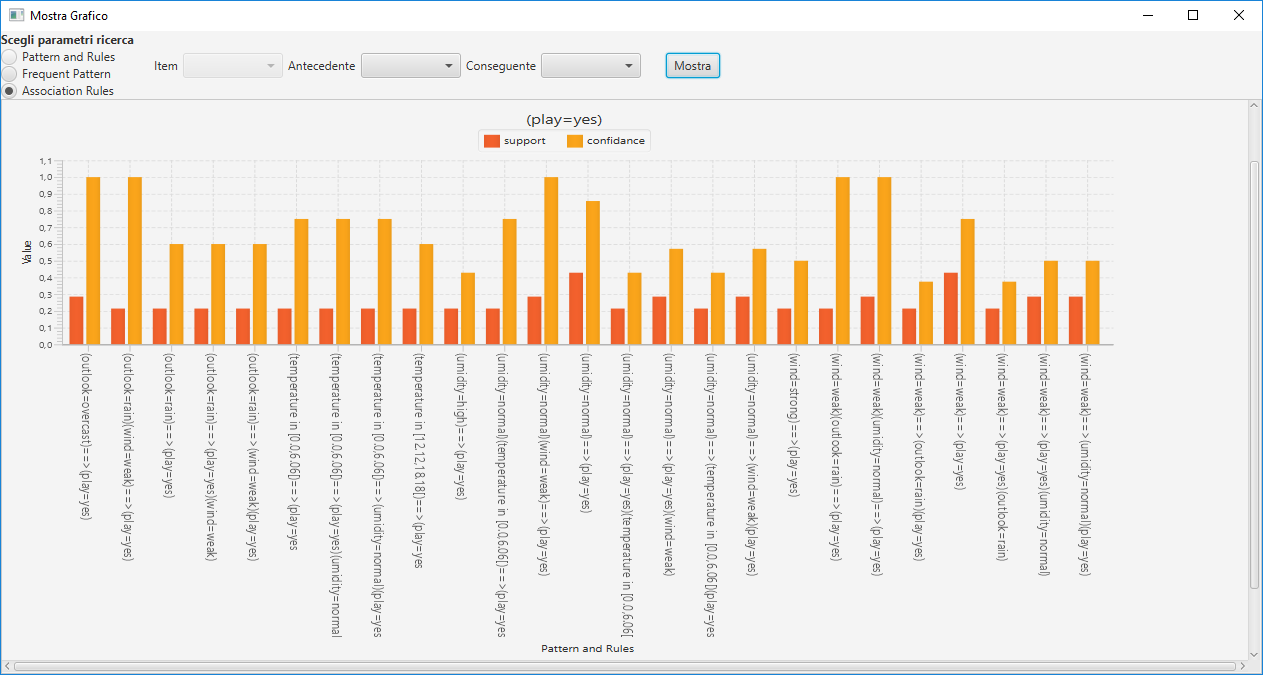 Mostra Grafico
Scegli parametri ricerca
Pattern and Rules
Frequent Pattern
Association Rules
Item
Antecedente
Conseguente
Mostra
(play=yes)
support
confidance
Value
1,1
1,0
0,9
0,8
0,7
0,6
0,5
0,4
0,3
0,2
0,1
0,0
(outlook=overcast)==>(play=yes)
(outlook=rain)(wind=weak)==>(play=yes)
(outlook=rain)==>(play=yes)
(outlook=rain)==>(play=yes)(wind=weak)
(outlook=rain)==>(wind=weak)(play=yes)
(temperature in [0.0,6.06[)==>(play=yes
(temperature in [0.0,6.06[)==>(play=yes)(umidity=normal
(temperature in [0.0,6.06[)==>(umidity=normal)(play=yes
(temperature in [12.12,18.18[)==>(play=yes
(umidity=high)==>(play=yes)
(umidity=normal)(temperature in [0.0,6.06[)==>(play=yes
(umidity=normal)(wind=weak)==>(play=yes)
(umidity=normal)==>(play=yes)
(umidity=normal)==>(play=yes)(temperature in [0.0,6.06[
(umidity=normal)==>(play=yes)(wind=weak)
(umidity=normal)==>(temperature in [0.0,6.06[)(play=yes
(umidity=normal)==>(wind=weak)(play=yes)
(wind=strong)==>(play=yes)
(wind=weak)(outlook=rain)==>(play=yes)
(wind=weak)(umidity=normal)==>(play=yes)
(wind=weak)==>(outlook=rain)(play=yes)
(wind=weak)==>(play=yes)
(wind=weak)==>(play=yes)(outlook=rain)
(wind=weak)==>(play=yes)(umidity=normal)
(wind=weak)==>(umidity=normal)(play=yes)
Pattern and Rules